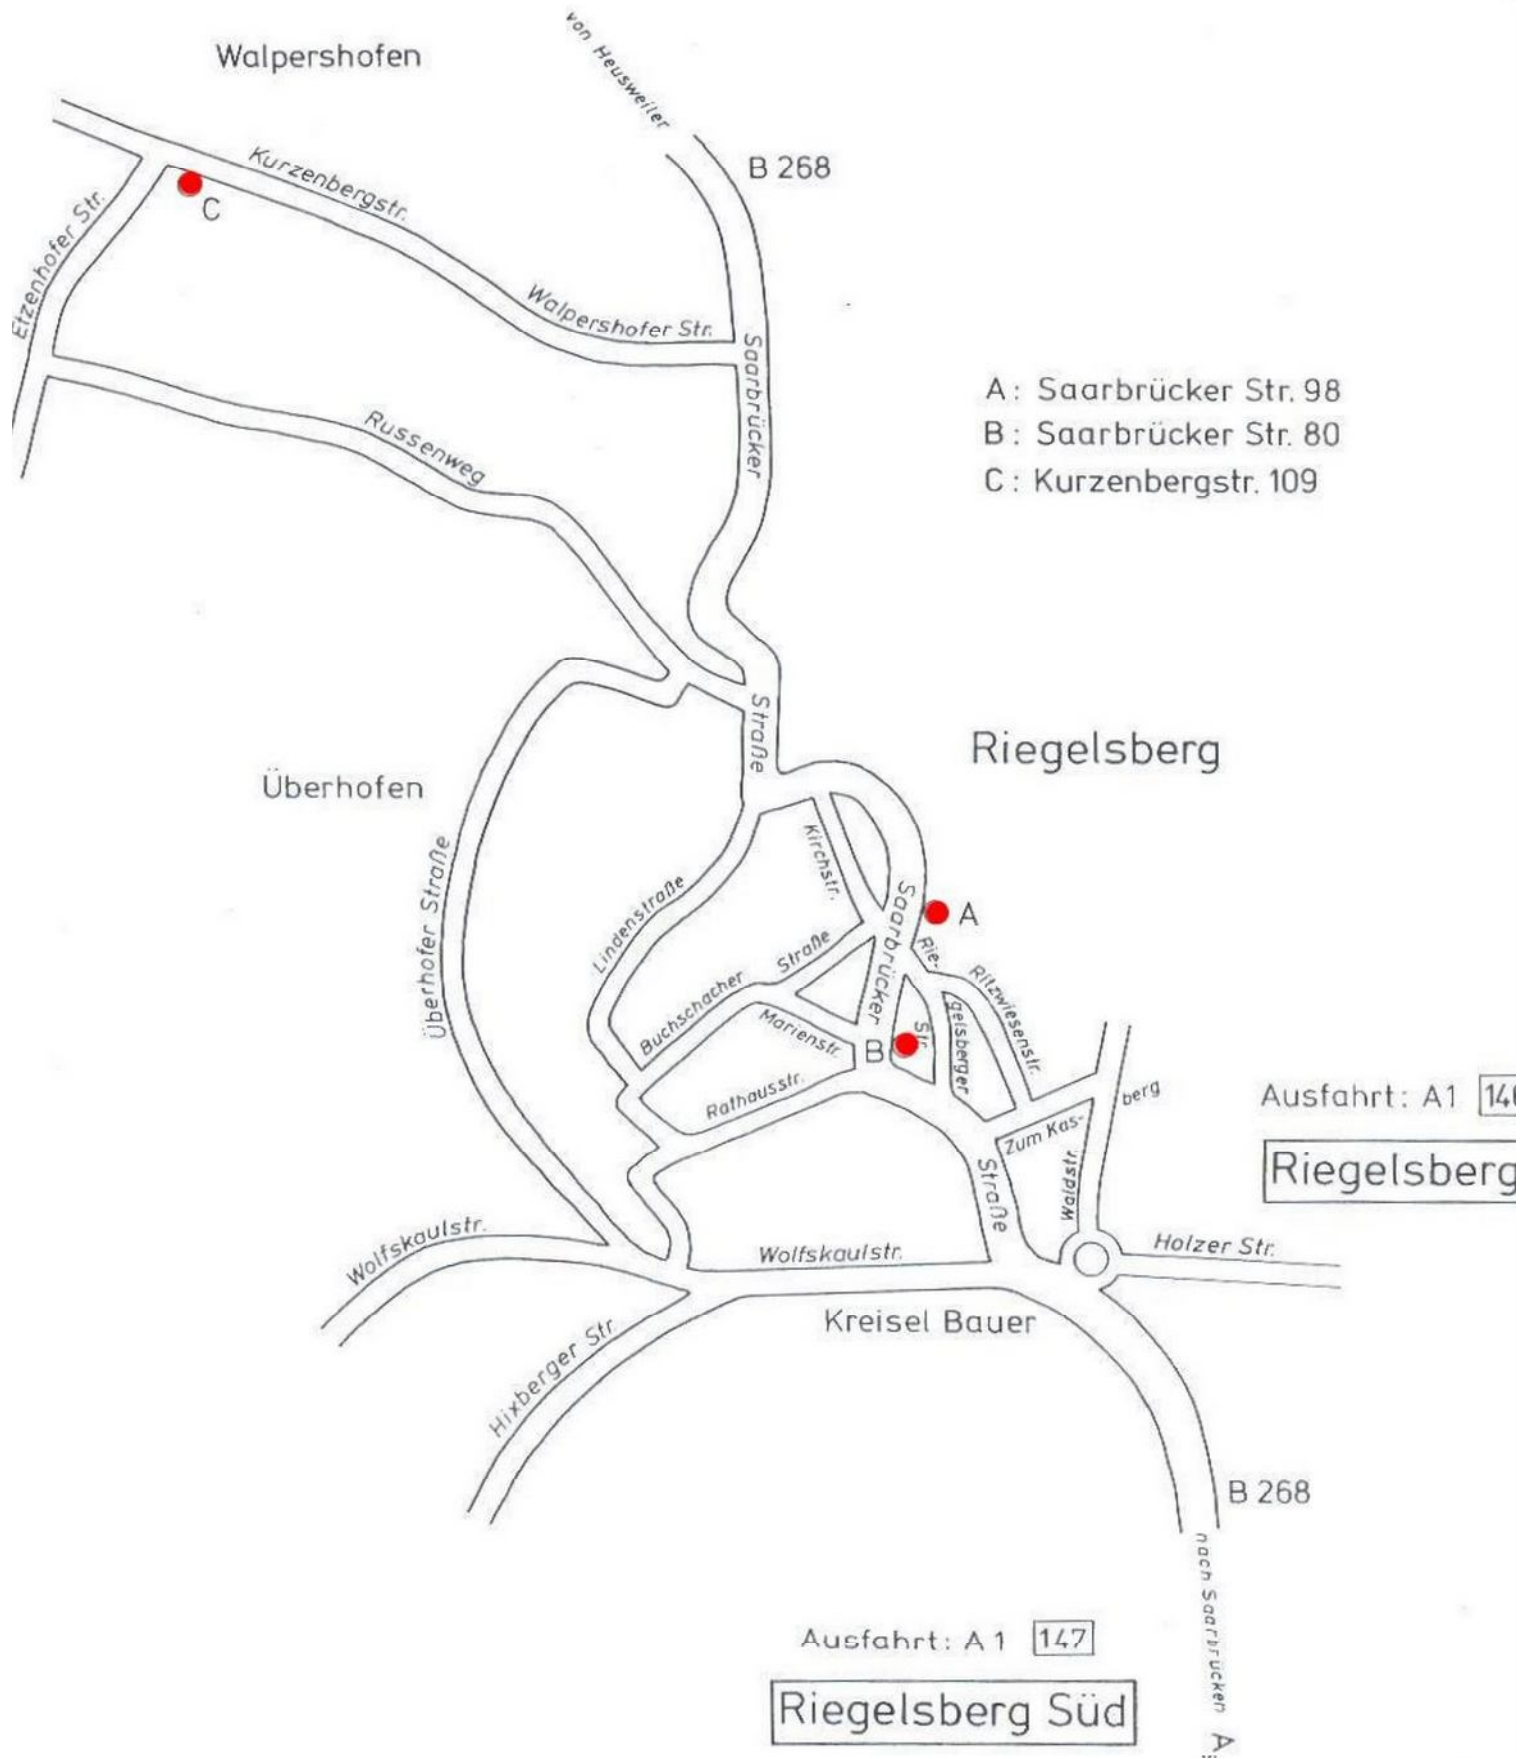 von Heusweiler
Walpershofen
B 268
Kurzenbergstr.
C
Etzenhofer Str.
Walpershofer Str.
Saarbrücker
A: Saarbrücker Str. 98
B: Saarbrücker Str. 80
C: Kurzenbergstr. 109
Russenweg
Straße
Riegelsberg
Überhofen
Kirchstr.
Überhofer Straße
Lindenstraße
Saarbrücker
A
Rie-
gelsberger
Str.
Ritzwiesenstr.
Buchschacher Straße
Marienstr.
B
Rathausstr.
Zum Kas-
berg
Ausfahrt: A1
Riegelsberg
Straße
Waldstr.
Wolfskaulstr.
Wolfskaulstr.
Holzer Str.
Kreisel Bauer
Hixberger Str.
B 268
nach Saarbrücken
Ausfahrt: A 1 147
Riegelsberg Süd